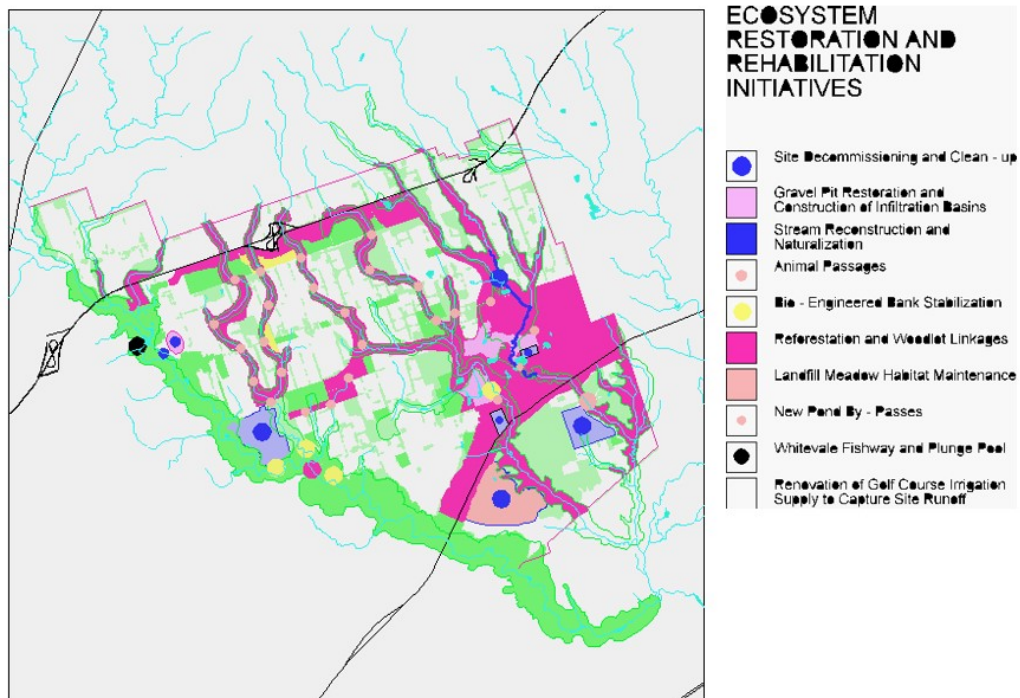 ECOSYSTEM
RESTORATION AND
REHABILITATION
INITIATIVES
Site Decommissioning and Clean - up
Gravel Pit Restoration and
Construction of Infiltration Basins
Stream Reconstruction and
Naturalization
Animal Passages
Bio - Engineered Bank Stabilization
Reforestation and Woodlot Linkages
Landfill Meadow Habitat Maintenance
New Pond By - Passes
Whitevale Fishway and Plunge Pool
Renovation of Golf Course Irrigation
Supply to Capture Site Runoff